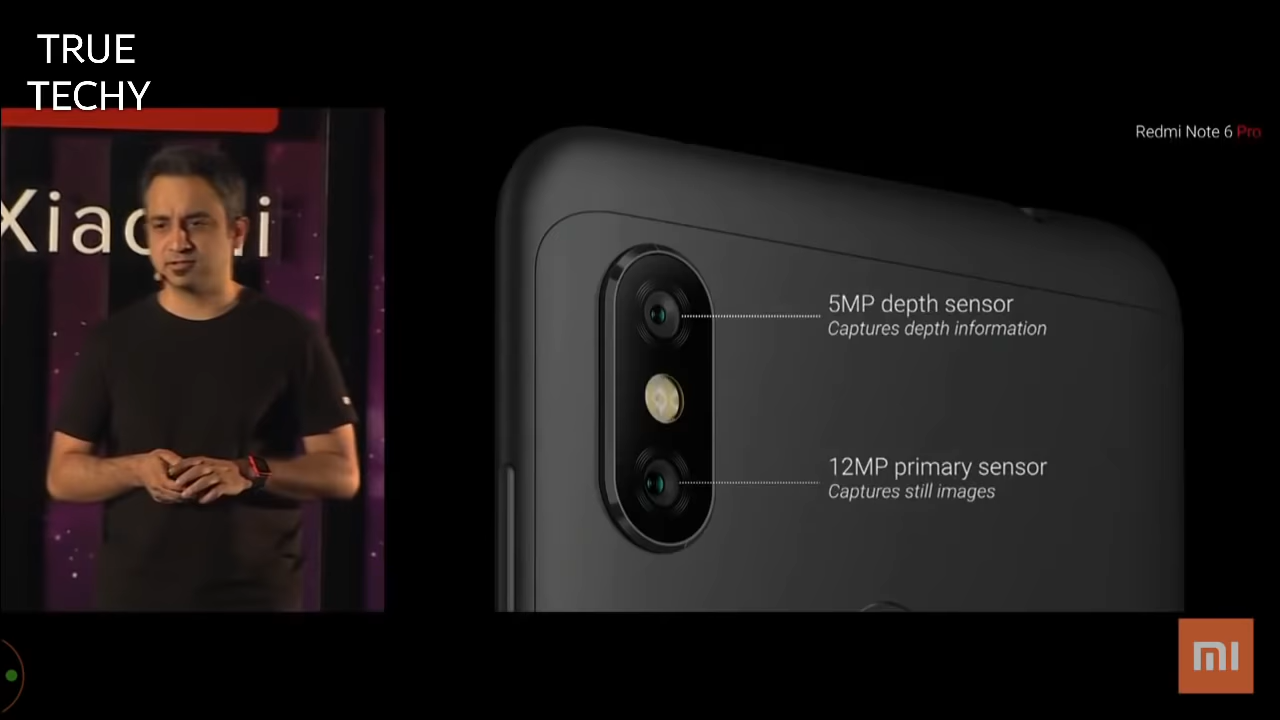 TRUE
TECHY
Xiaomi
Redmi Note 6 Pro
5MP depth sensor
Captures depth information
12MP primary sensor
Captures still images
mi